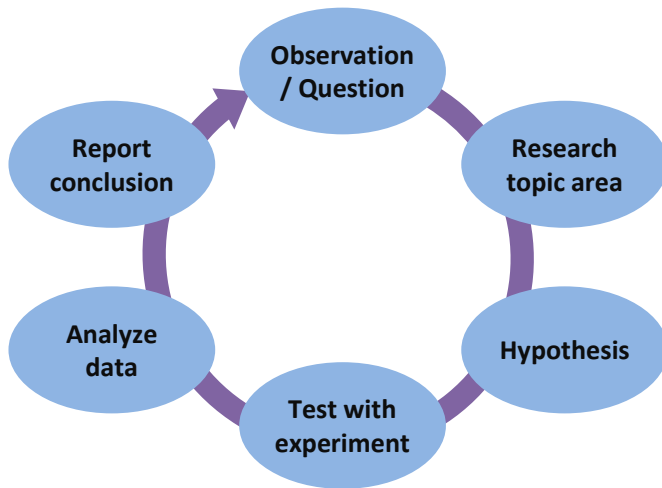 Observation
/ Question
Research
topic area
Hypothesis
Test with
experiment
Analyze
data
Report
conclusion